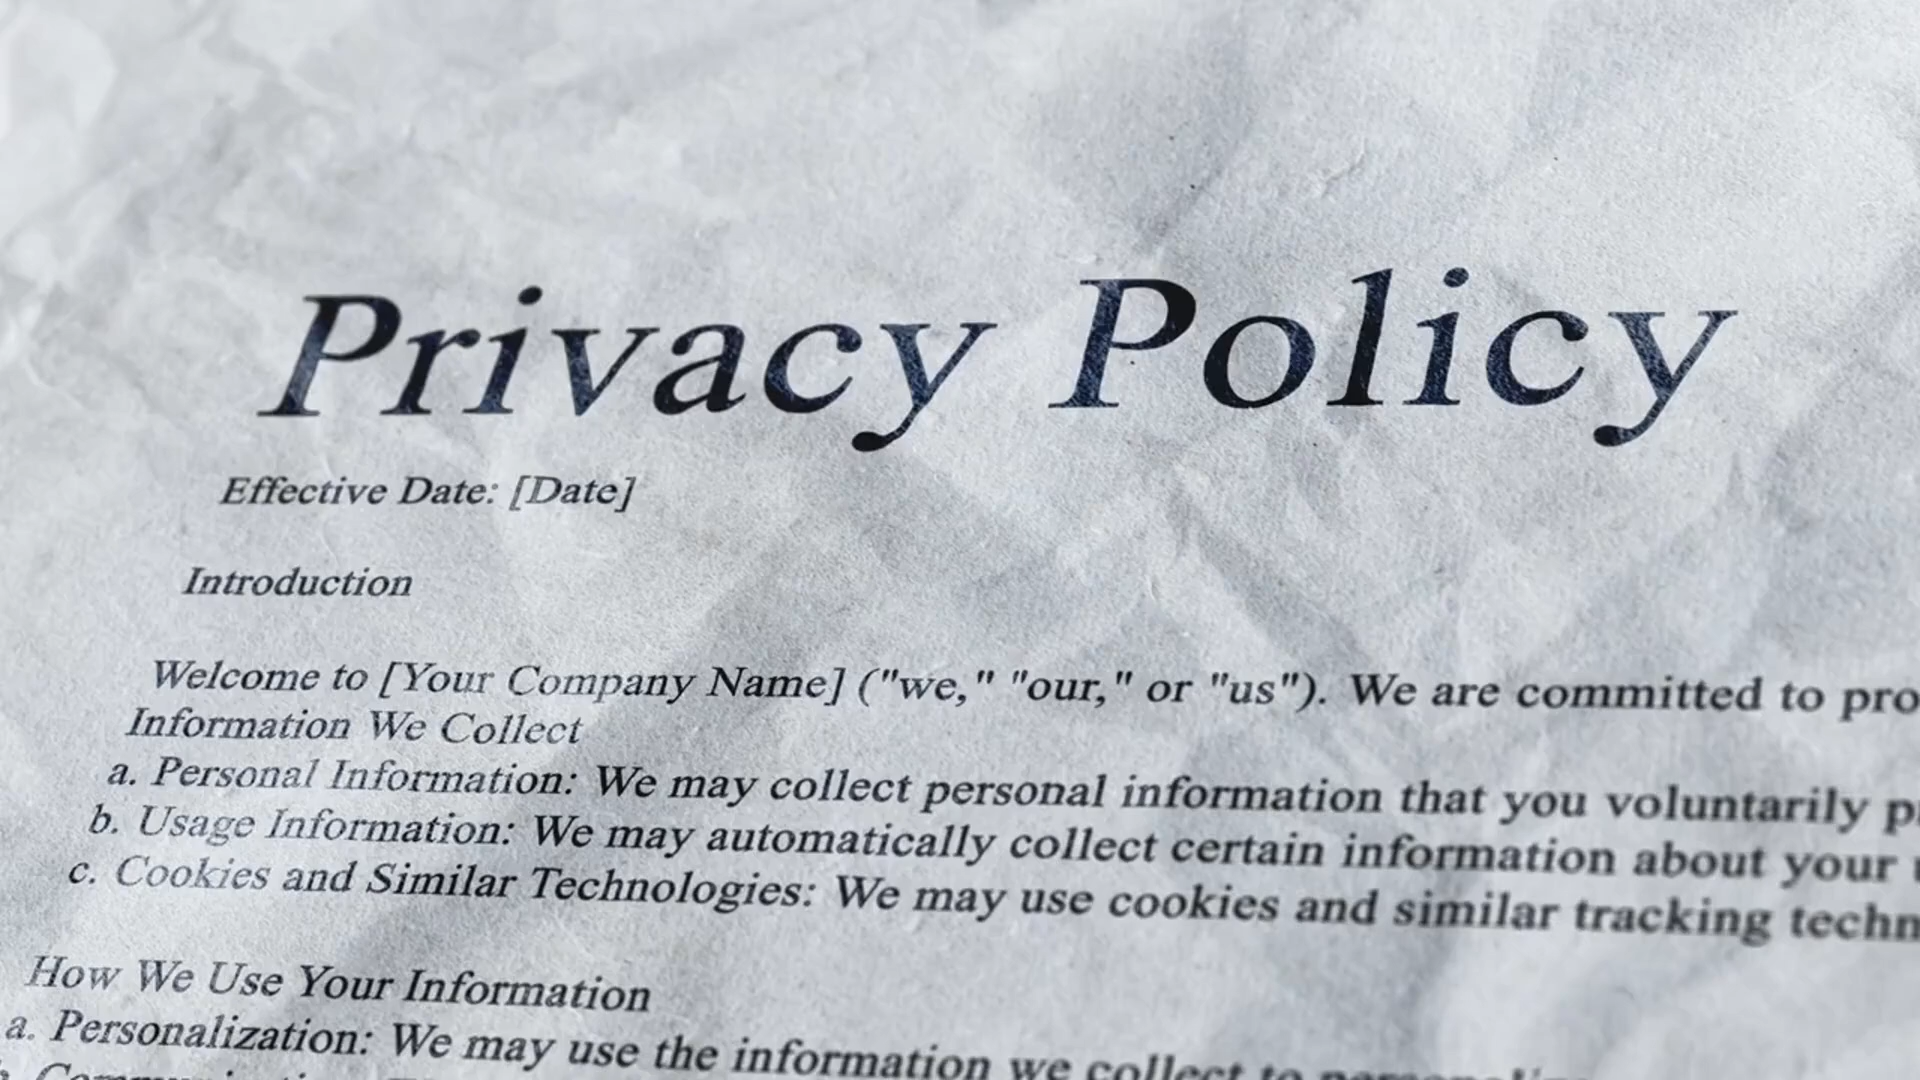 Privacy Policy
Effective Date: [Date]
Introduction
Welcome to [Your Company Name] ("we," "our," or "us"). We are committed to pro
Information We Collect
a. Personal Information: We may collect personal information that you voluntarily
b. Usage Information: We may automatically collect certain information about your
c. Cookies and Similar Technologies: We may use cookies and similar tracking techn
How We Use Your Information
a. Personalization: We may use the information we collect to